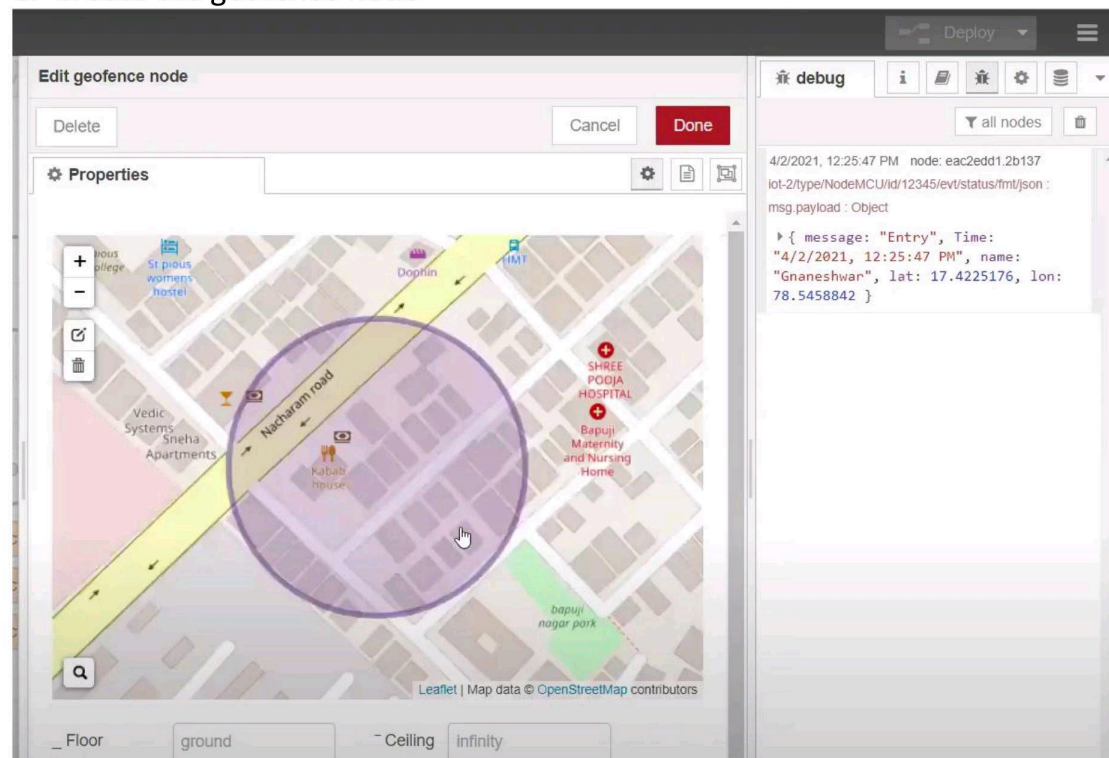 Deploy
Edit geofence node
Delete
Cancel
Done
Properties
debug
i
all nodes
4/2/2021, 12:25:47 PM node: eac2edd1.2b137
iot-2/type/NodeMCU/id/12345/evt/status/fmt/json :
msg.payload : Object
{ message: "Entry", Time:
"4/2/2021, 12:25:47 PM", name:
"Gnaneshwar", lat: 17.4225176, lon:
78.5458842 }
+
−
St pious
womens
hostel
Dophin
HMT
Nacharam road
Vedic
Systems
Sneha
Apartments
Kabab
house
SHREE
POOJA
HOSPITAL
Bapuji
Maternity
and Nursing
Home
bapuji
nagar park
Leaflet | Map data © OpenStreetMap contributors
_ Floor
ground
‾ Ceiling
infinity